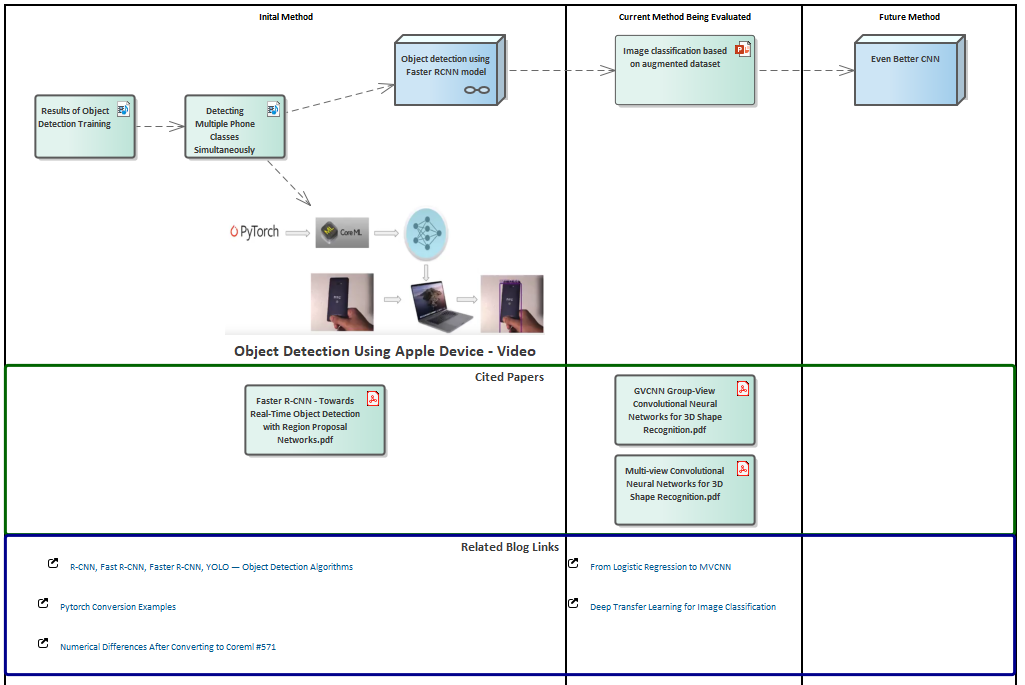 Inital Method
Current Method Being Evaluated
Future Method
Object detection using
Faster RCNN model
Image classification based
on augmented dataset
Even Better CNN
Results of Object
Detection Training
Detecting
Multiple Phone
Classes
Simultaneously
PyTorch
ML
Core ML
Object Detection Using Apple Device - Video
Cited Papers
Faster R-CNN - Towards
Real-Time Object Detection
with Region Proposal
Networks.pdf
GVCNN Group-View
Convolutional Neural
Networks for 3D Shape
Recognition.pdf
Multi-view Convolutional
Neural Networks for 3D
Shape Recognition.pdf
Related Blog Links
R-CNN, Fast R-CNN, Faster R-CNN, YOLO — Object Detection Algorithms
From Logistic Regression to MVCNN
Pytorch Conversion Examples
Deep Transfer Learning for Image Classification
Numerical Differences After Converting to Coreml #571